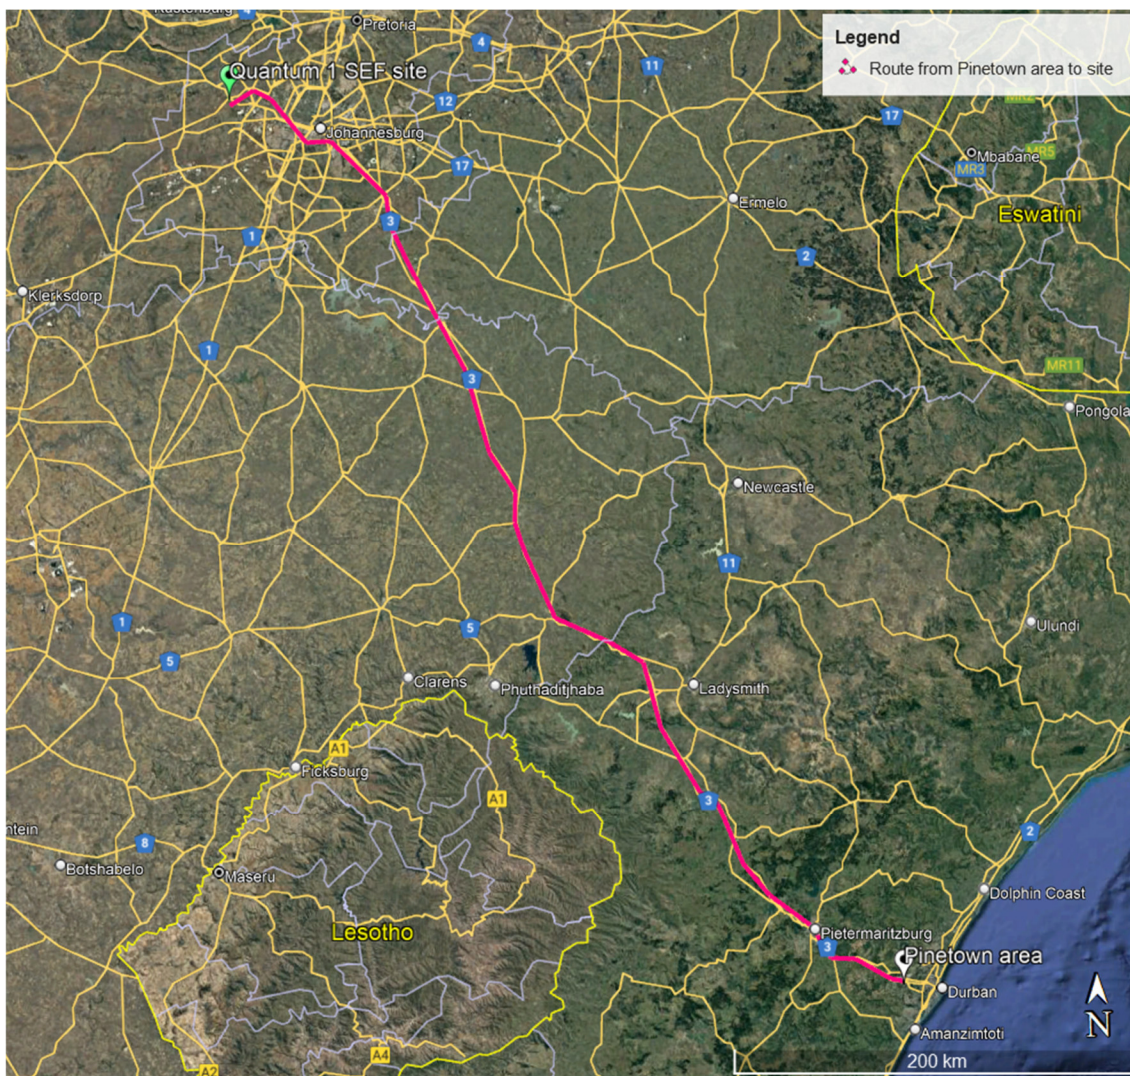 Rustenburg
4
Pretoria
Legend
Route from Pinetown area to site
4
11
Quantum 1 SEF site
12
MR2
17
Johannesburg
17
MR5
Mbabane
MR3
Ermelo
Eswatini
3
1
2
Klerksdorp
1
3
MR11
Pongola
Newcastle
11
1
5
5
Ulundi
Clarens
Phuthaditjhaba
Ladysmith
A1
Ficksburg
A1
3
ntein
8
2
Botshabelo
Maseru
Dolphin Coast
Lesotho
Pietermaritzburg
3
Pinetown area
Durban
N
Amanzimtoti
A4
200 km
A2